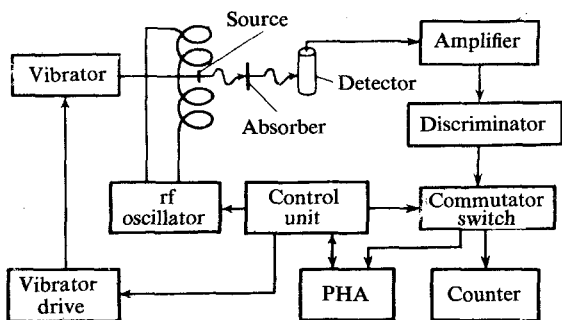 Source
Amplifier
Vibrator
Detector
Absorber
Discriminator
rf
oscillator
Control
unit
Commutator
switch
Vibrator
drive
PHA
Counter